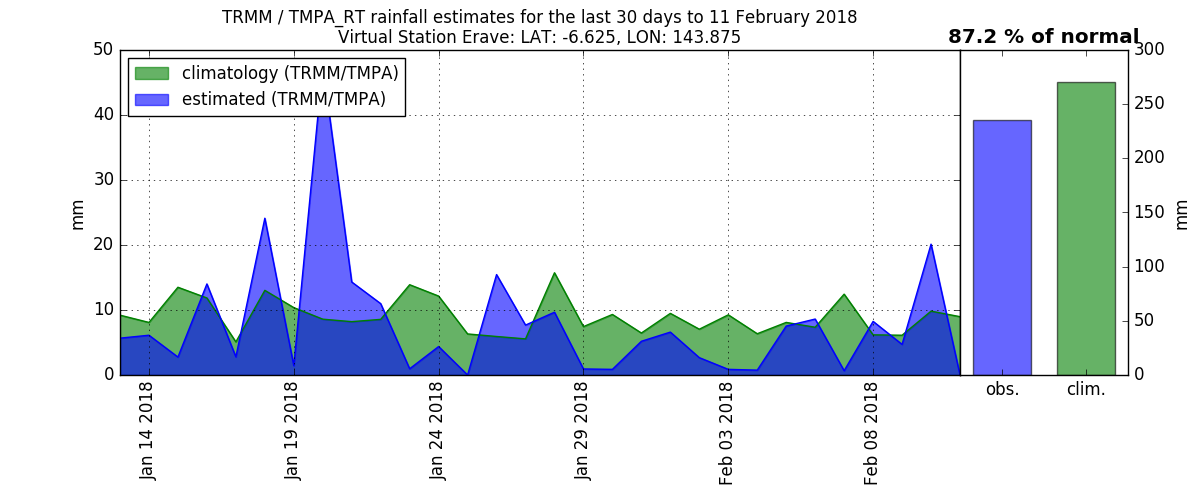 TRMM / TMPA_RT rainfall estimates for the last 30 days to 11 February 2018
Virtual Station Erave: LAT: -6.625, LON: 143.875
87.2 % of normal
climatology (TRMM/TMPA)
estimated (TRMM/TMPA)
50
40
30
20
10
0
mm
Jan 14 2018
Jan 19 2018
Jan 24 2018
Jan 29 2018
Feb 03 2018
Feb 08 2018
obs.
clim.
300
250
200
150
100
50
0
mm